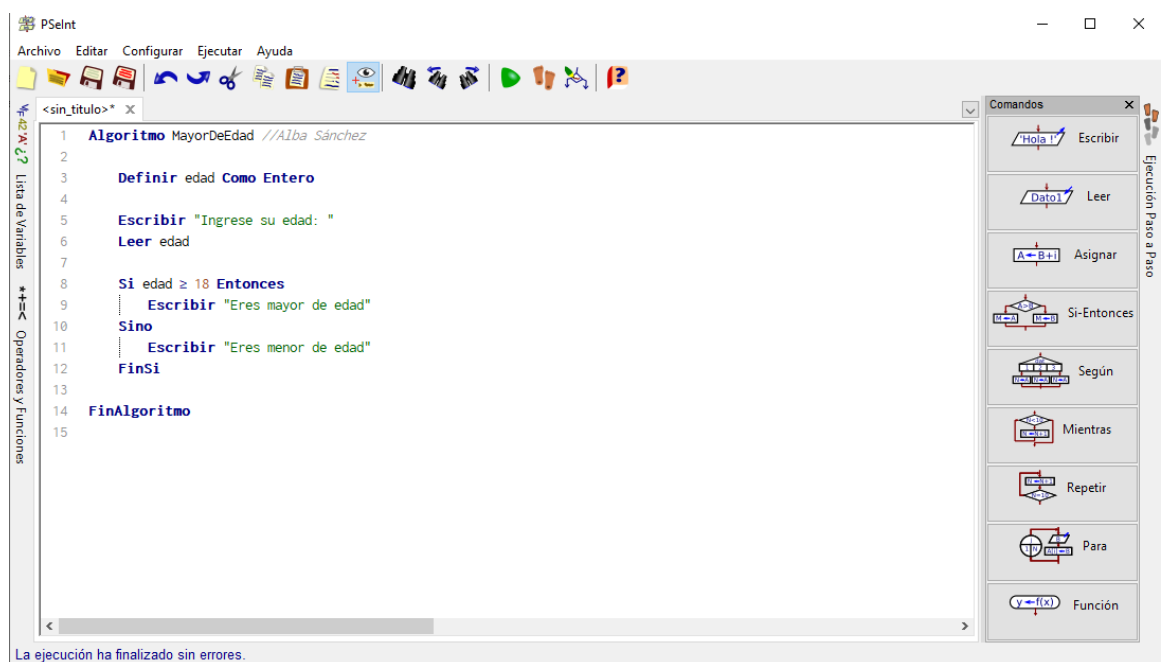 PSeInt
Archivo Editar Configurar Ejecutar Ayuda
<sin_titulo>* X
1 Algoritmo MayorDeEdad //Alba Sánchez
2
3 Definir edad Como Entero
4
5 Escribir "Ingrese su edad: "
6 Leer edad
7
8 Si edad ≥ 18 Entonces
9 Escribir "Eres mayor de edad"
10 Sino
11 Escribir "Eres menor de edad"
12 FinSi
13
14 FinAlgoritmo
15
42 'A' ¿? Lista de Variables
*+=< Operadores y Funciones
Comandos
'Hola !' Escribir
Dato1 Leer
A←B+i Asignar
A>B M←A M←B Si-Entonces
1 2 3 Según
Mientras
Repetir
Para
y←f(x) Función
Ejecución Paso a Paso
La ejecución ha finalizado sin errores.